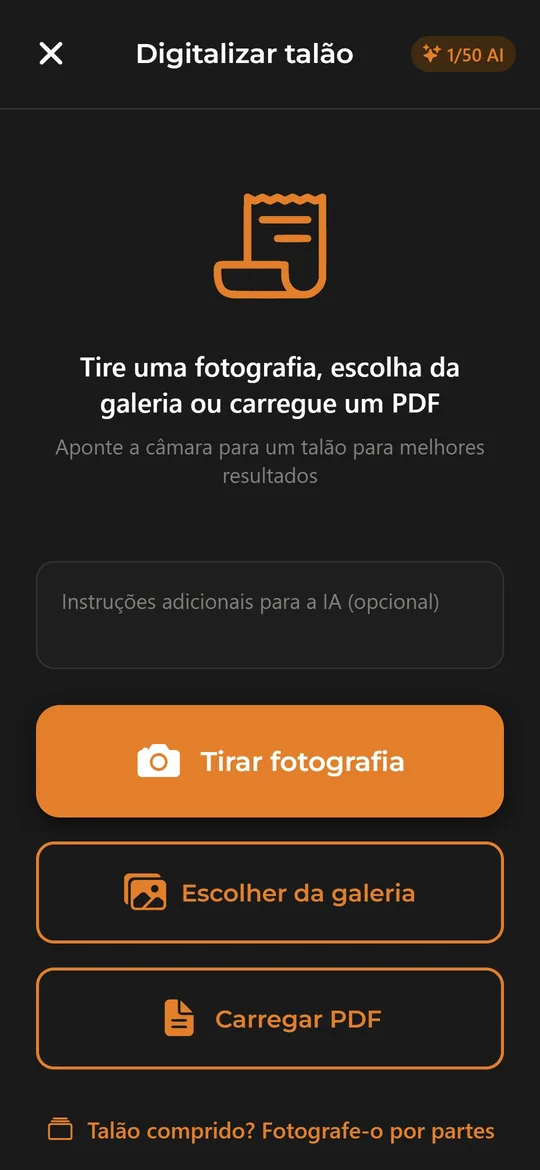 Digitalizar talão
1/50 AI
Tire uma fotografia, escolha da
galeria ou carregue um PDF
Aponte a câmara para um talão para melhores
resultados
Instruções adicionais para a IA (opcional)
Tirar fotografia
Escolher da galeria
Carregar PDF
Talão comprido? Fotografe-o por partes